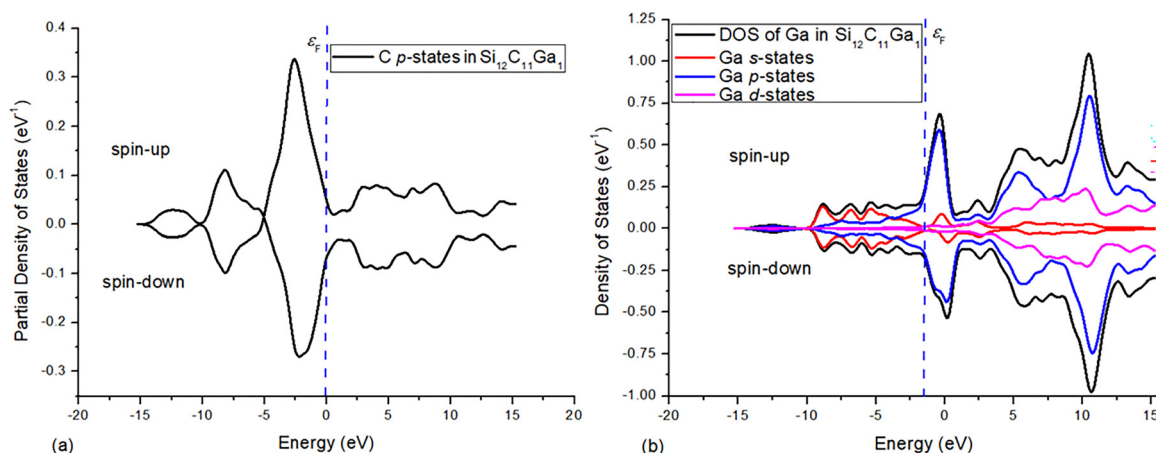 0.4
0.3
0.2
0.1
0.0
-0.1
-0.2
-0.3
Partial Density of States (eV⁻¹)
εF
C p-states in Si₁₂C₁₁Ga₁
spin-up
spin-down
-20 -15 -10 -5 0 5 10 15 20
Energy (eV)
(a)
1.25
1.00
0.75
0.50
0.25
0.00
-0.25
-0.50
-0.75
-1.00
Density of States (eV⁻¹)
DOS of Ga in Si₁₂C₁₁Ga₁
Ga s-states
Ga p-states
Ga d-states
εF
spin-up
spin-down
-20 -15 -10 -5 0 5 10 15
Energy (eV)
(b)